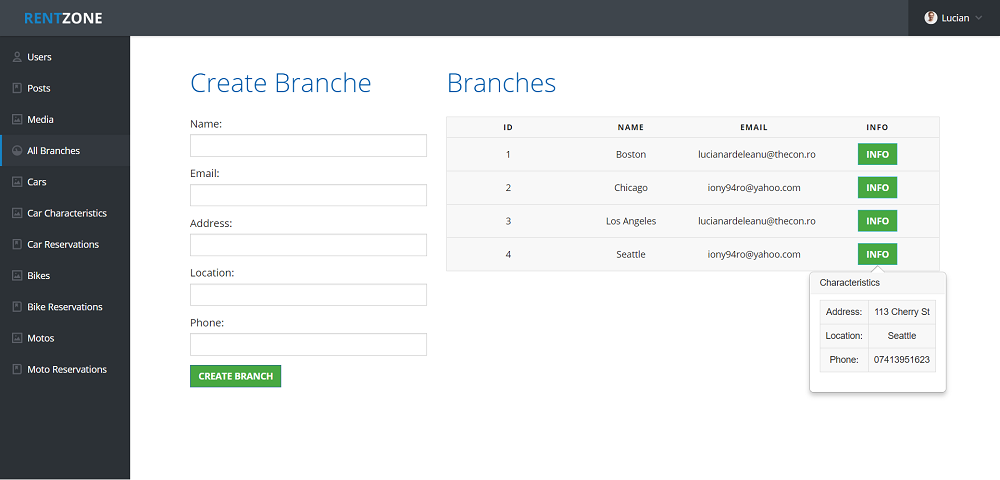 RENTZONE
Lucian
Users
Posts
Media
All Branches
Cars
Car Characteristics
Car Reservations
Bikes
Bike Reservations
Motos
Moto Reservations
Create Branche
Name:
Email:
Address:
Location:
Phone:
CREATE BRANCH
Branches
ID NAME EMAIL INFO
1 Boston lucianardeleanu@thecon.ro INFO
2 Chicago iony94ro@yahoo.com INFO
3 Los Angeles lucianardeleanu@thecon.ro INFO
4 Seattle iony94ro@yahoo.com INFO
Characteristics
Address: 113 Cherry St
Location: Seattle
Phone: 07413951623